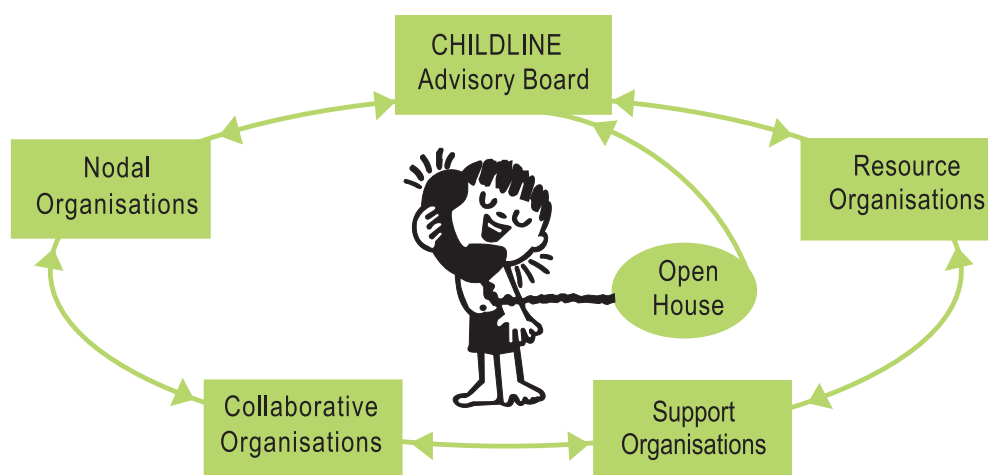 CHILDLINE
Advisory Board
Nodal
Organisations
Resource
Organisations
Open
House
Collaborative
Organisations
Support
Organisations